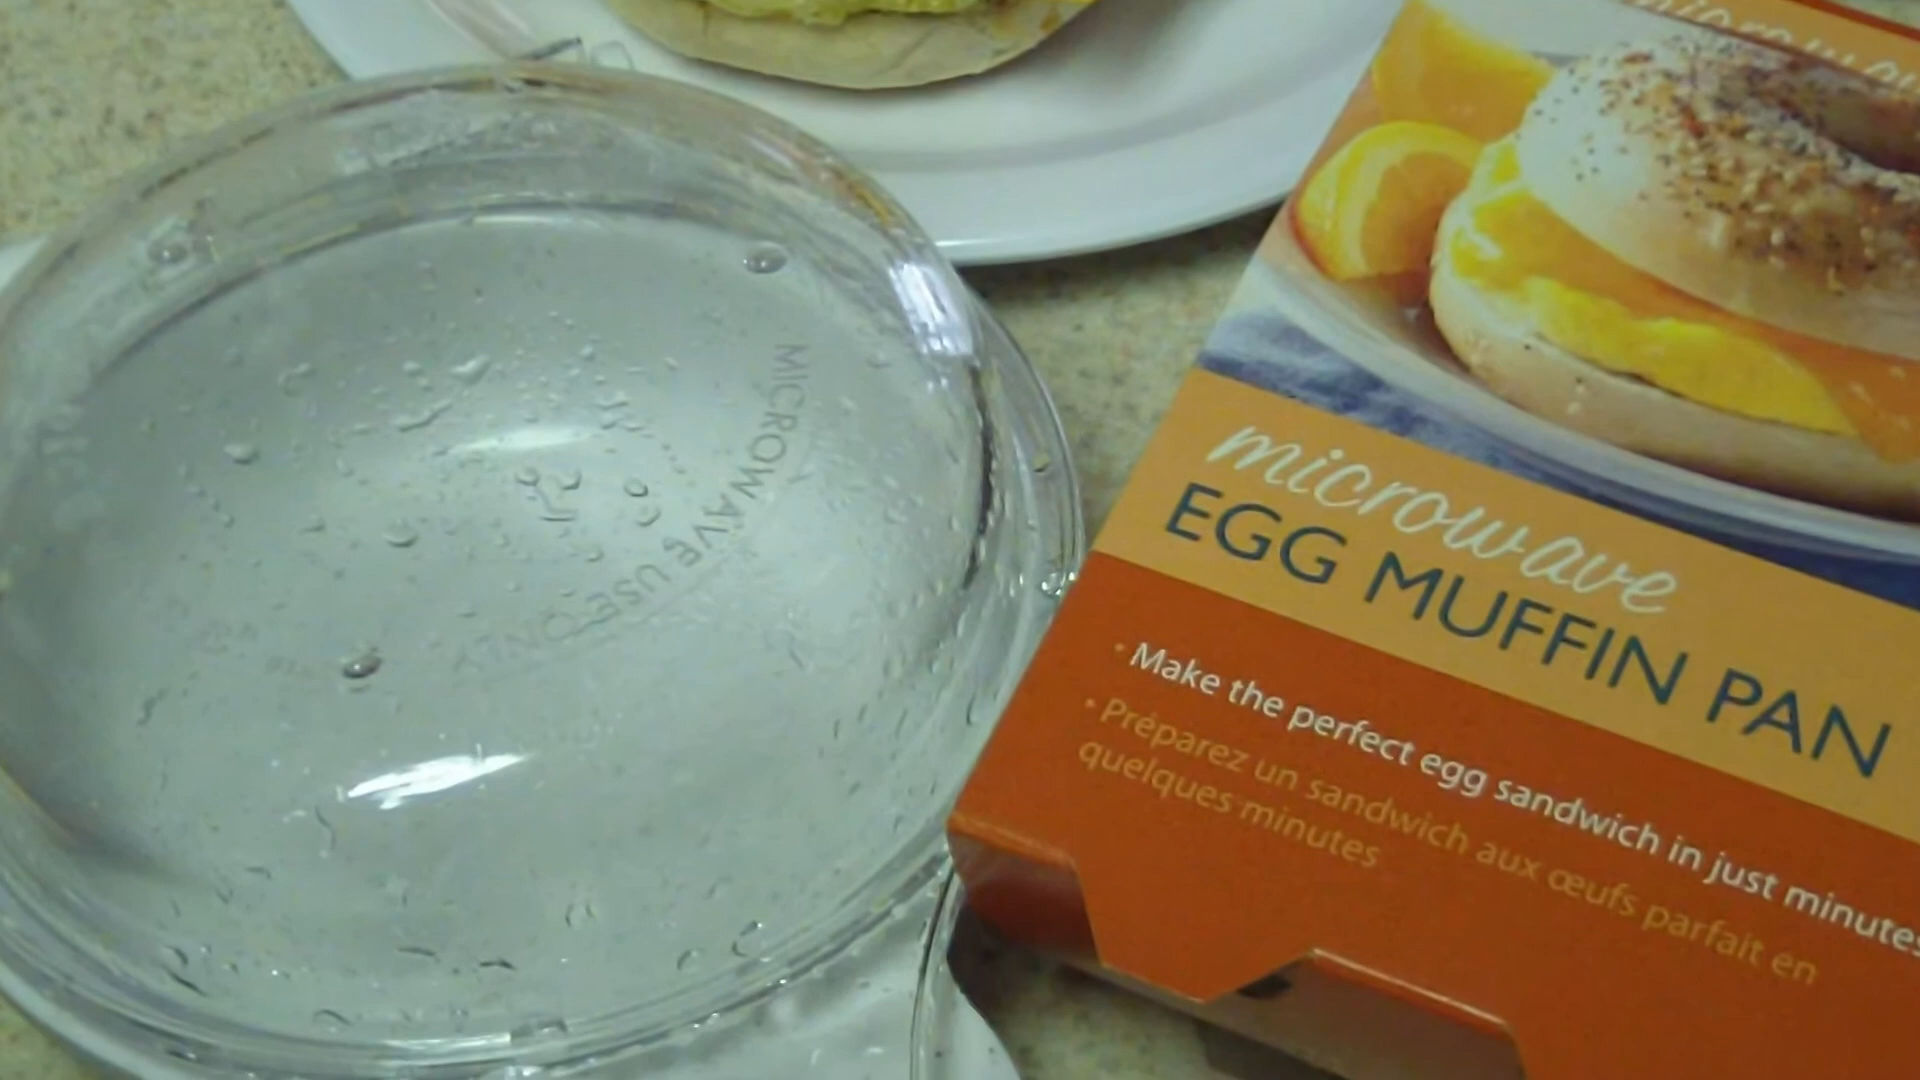 microwave
MICROWAVE USE ONLY
microwave
EGG MUFFIN PAN
• Make the perfect egg sandwich in just minutes
• Préparez un sandwich aux œufs parfait en
quelques minutes